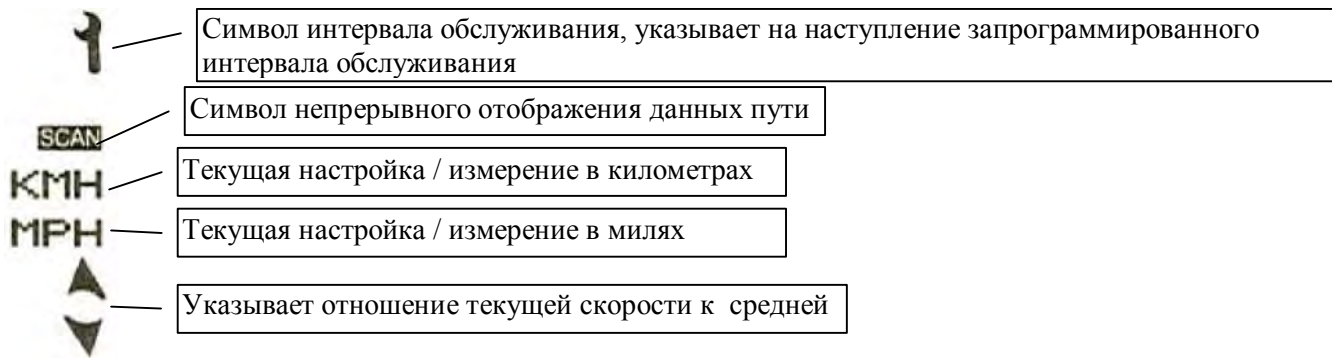 Символ интервала обслуживания, указывает на наступление запрограммированного
интервала обслуживания
SCAN
Символ непрерывного отображения данных пути
KMH
Текущая настройка / измерение в километрах
MPH
Текущая настройка / измерение в милях
Указывает отношение текущей скорости к средней